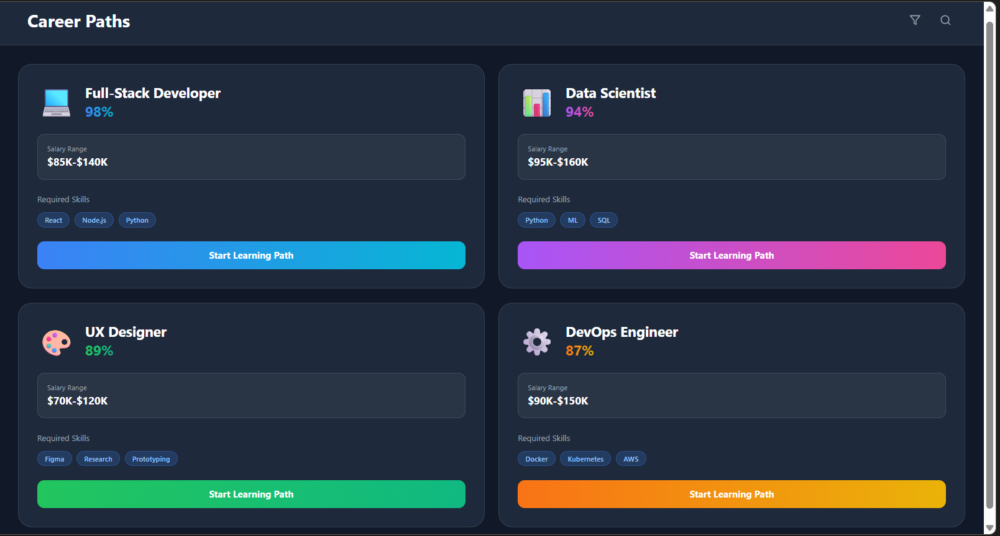 Career Paths
Full-Stack Developer
98%
Salary Range
$85K-$140K
Required Skills
React Node.js Python
Start Learning Path
Data Scientist
94%
Salary Range
$95K-$160K
Required Skills
Python ML SQL
Start Learning Path
UX Designer
89%
Salary Range
$70K-$120K
Required Skills
Figma Research Prototyping
Start Learning Path
DevOps Engineer
87%
Salary Range
$90K-$150K
Required Skills
Docker Kubernetes AWS
Start Learning Path